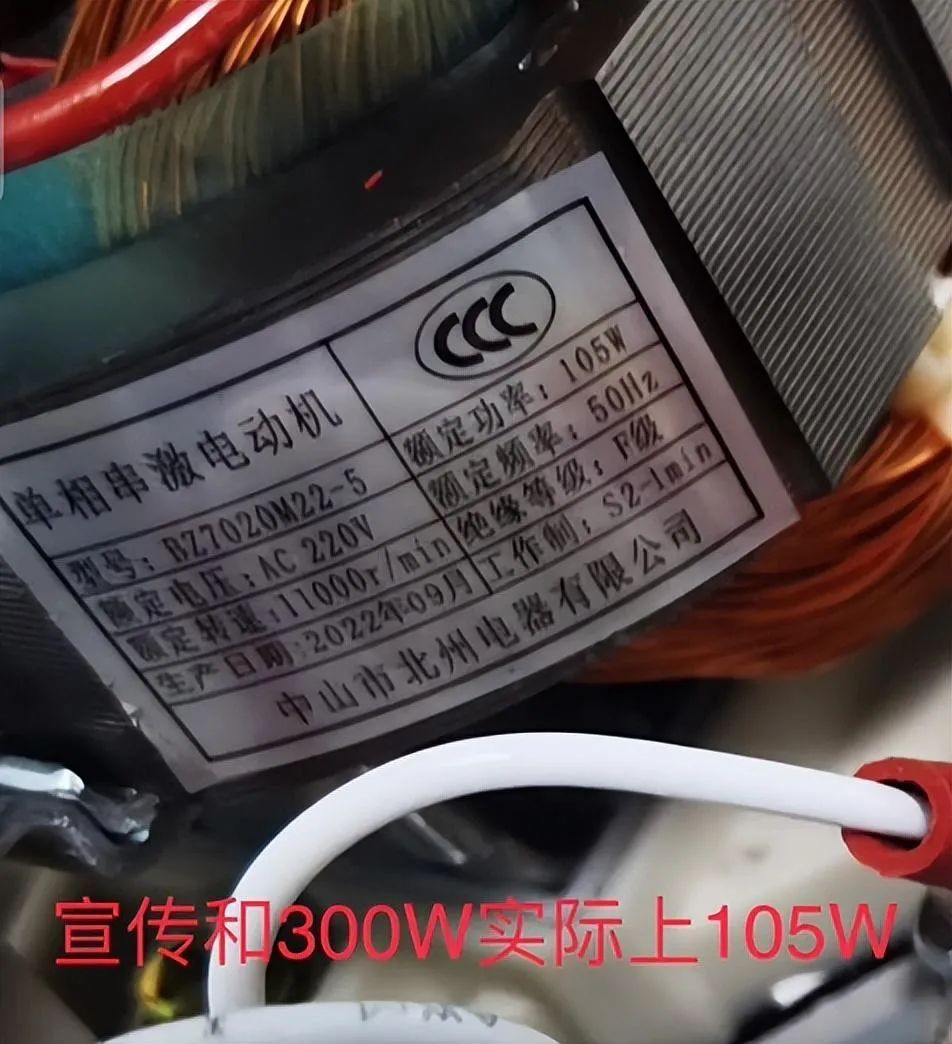 CCC
单相串激电动机
额定功率：105W
型号：BZ7020M22-5
额定频率：50Hz
额定电压：AC 220V
绝缘等级：F级
额定转速：11000r/min
工作制：S2-1min
生产日期：2022年09月
中山市北州电器有限公司
宣传和300W实际上105W